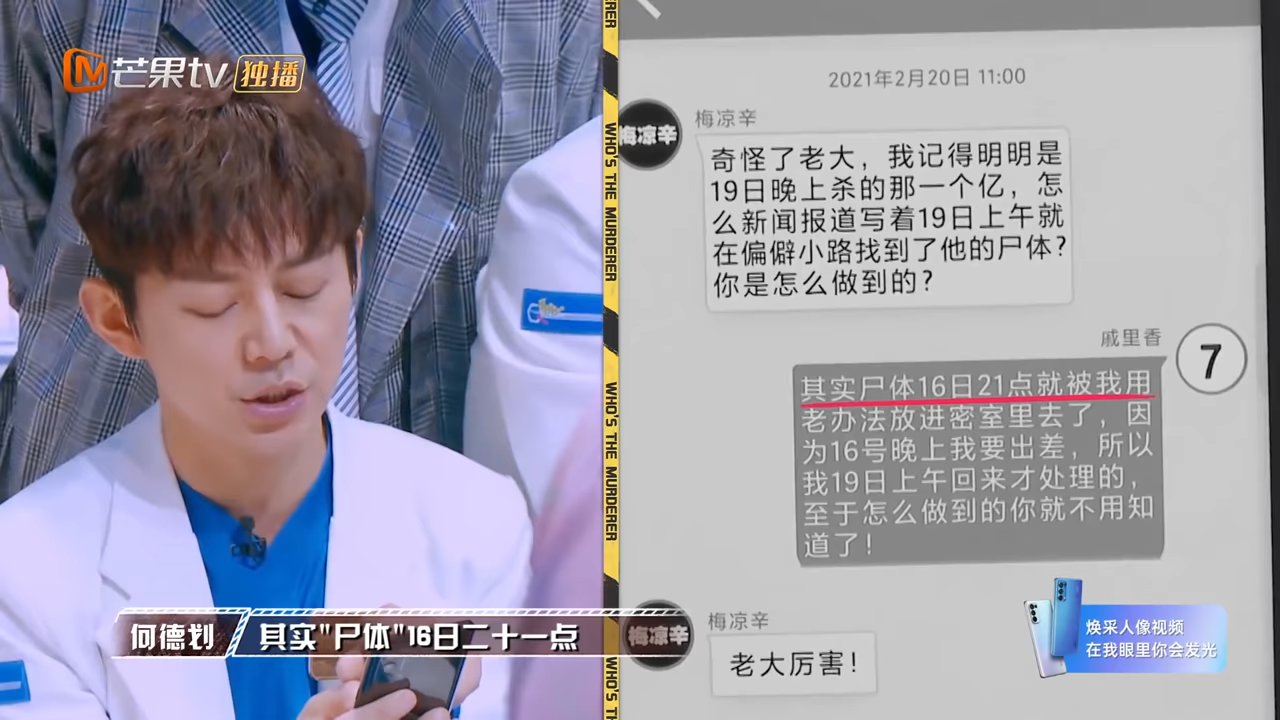 芒果tv 独播
何德划
其实"尸体"16日二十一点
ERER
WHO'S THE MURDERER
WHO'S THE MURDERER
WHO'S THE
2021年2月20日 11:00
梅凉辛
梅凉辛
奇怪了老大，我记得明明是
19日晚上杀的那一个亿，怎
么新闻报道写着19日上午就
在偏僻小路找到了他的尸体？
你是怎么做到的？
戚里香
7
其实尸体16日21点就被我用
老办法放进密室里去了，因
为16号晚上我要出差，所以
我19日上午回来才处理的，
至于怎么做到的你就不用知
道了！
梅凉辛
梅凉辛
老大厉害！
焕采人像视频
在我眼里你会发光